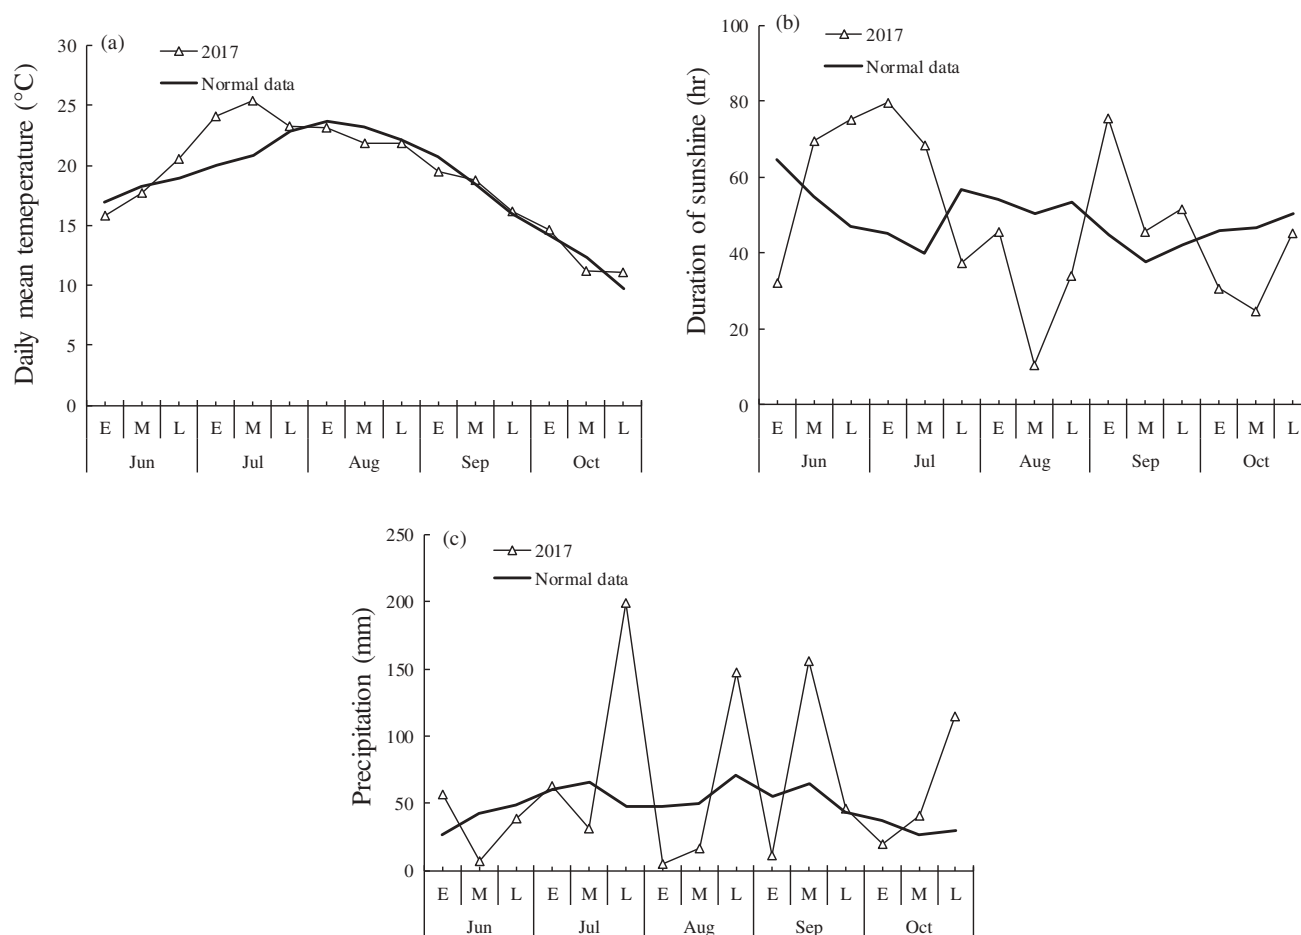 (a)
2017
Normal data
30
25
20
15
10
5
0
Daily mean temeperature (°C)
E M L E M L E M L E M L E M L
Jun Jul Aug Sep Oct
(b)
2017
Normal data
100
80
60
40
20
0
Duration of sunshine (hr)
E M L E M L E M L E M L E M L
Jun Jul Aug Sep Oct
(c)
2017
Normal data
250
200
150
100
50
0
Precipitation (mm)
E M L E M L E M L E M L E M L
Jun Jul Aug Sep Oct